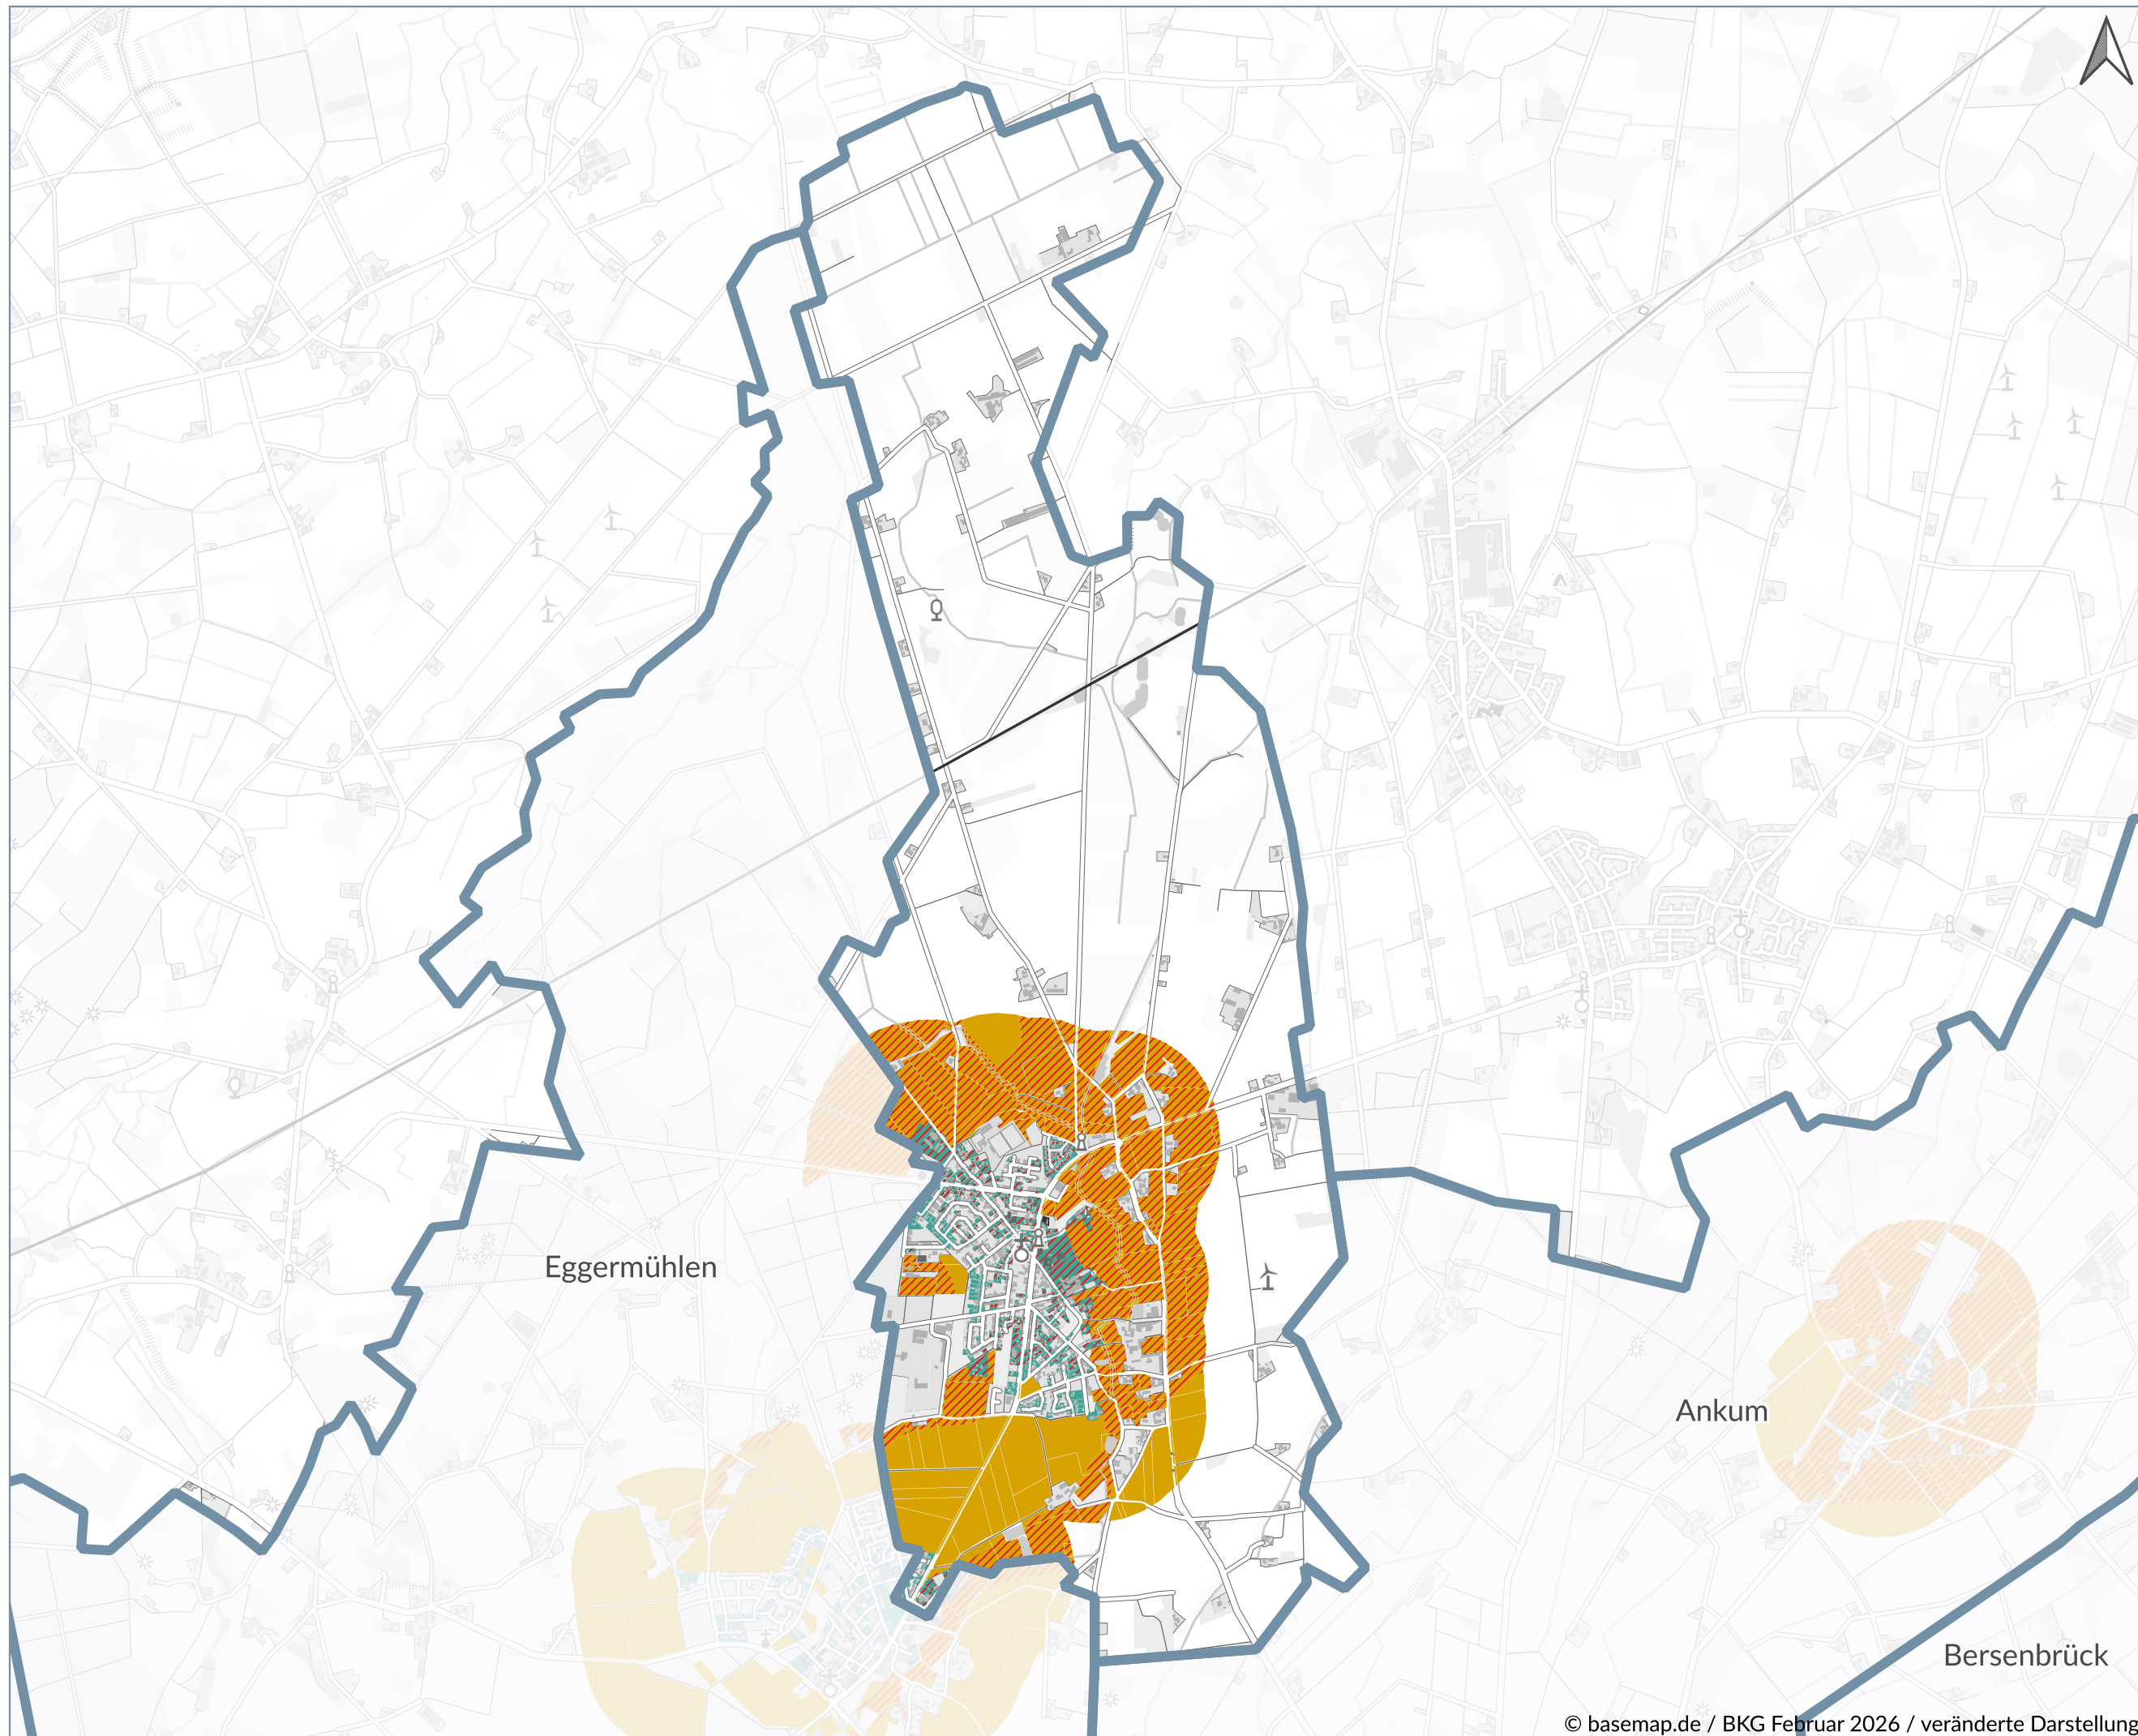 Eggermühlen
Ankum
Bersenbrück
© basemap.de / BKG Februar 2026 / veränderte Darstellung